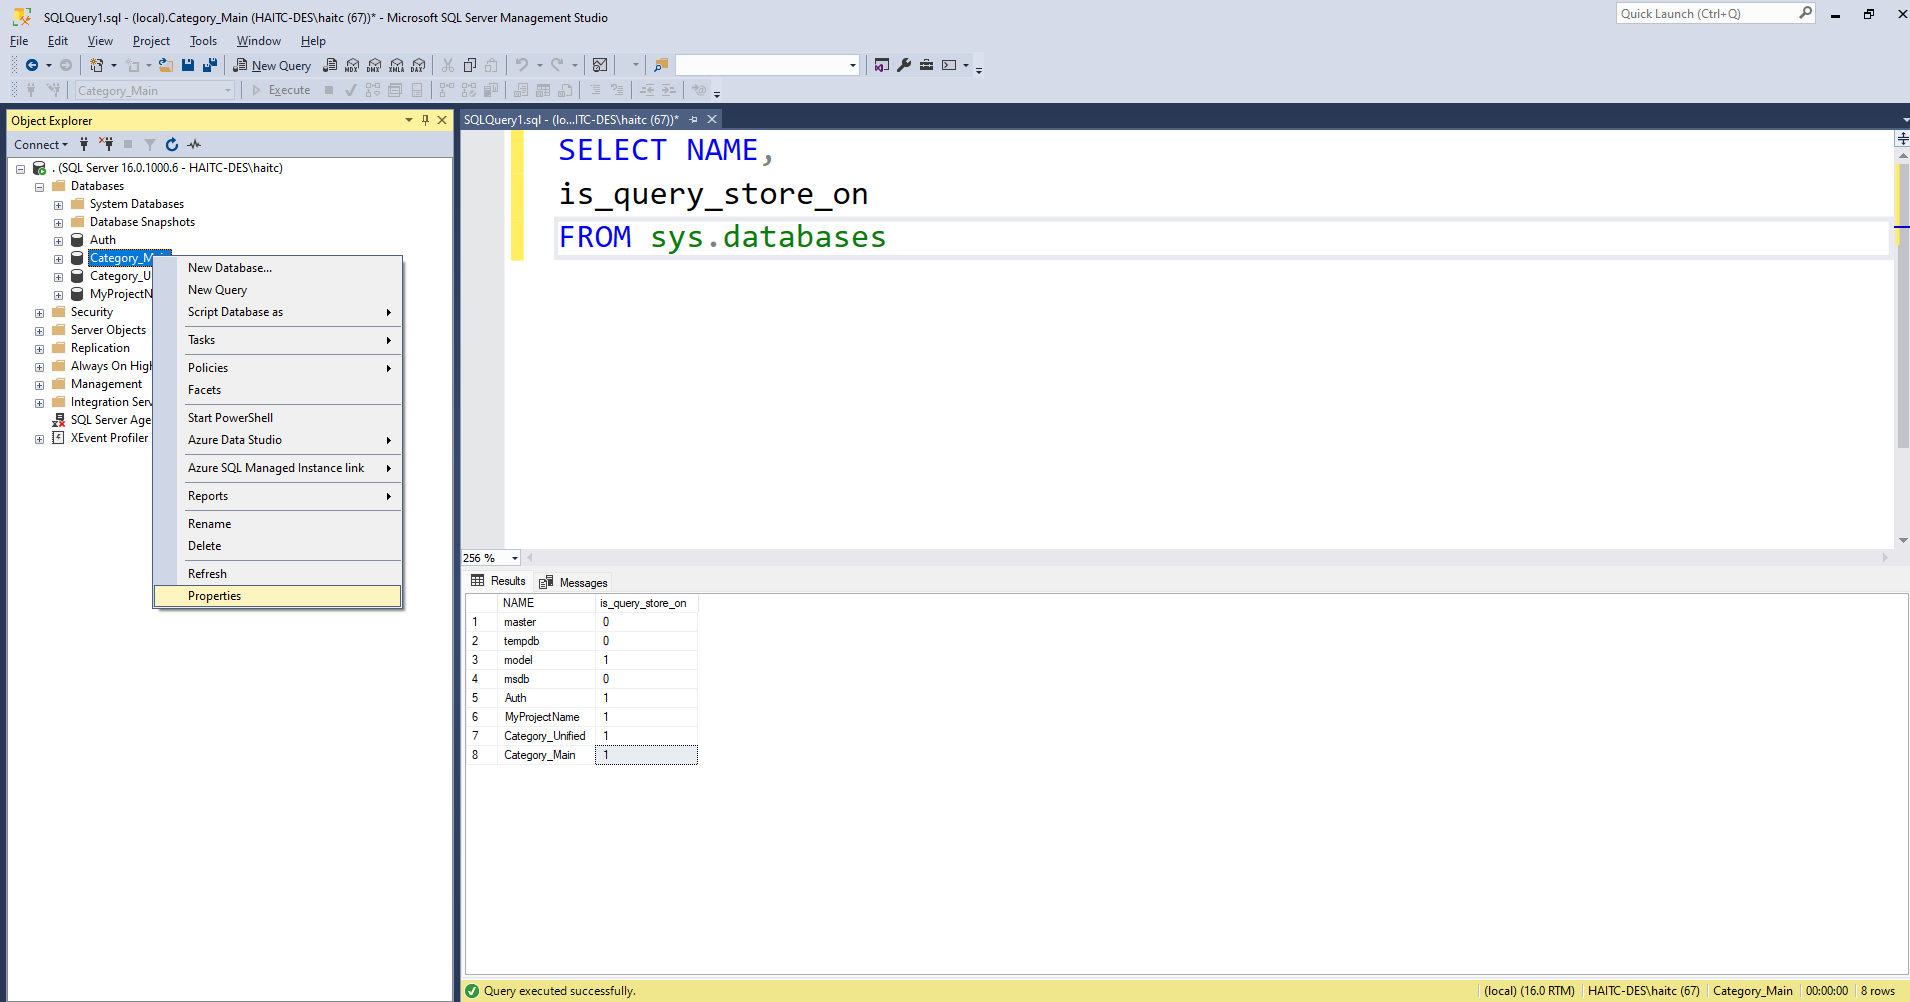 SQLQuery1.sql - (local).Category_Main (HAITC-DES\haitc (67))* - Microsoft SQL Server Management Studio
Quick Launch (Ctrl+Q)
File Edit View Project Tools Window Help
New Query MDX DMX XMLA DAX
Category_Main Execute
Object Explorer
Connect
. (SQL Server 16.0.1000.6 - HAITC-DES\haitc)
Databases
System Databases
Database Snapshots
Auth
Category_M
Category_U
MyProjectN
Security
Server Objects
Replication
Always On High
Management
Integration Serv
SQL Server Age
XEvent Profiler
New Database...
New Query
Script Database as
Tasks
Policies
Facets
Start PowerShell
Azure Data Studio
Azure SQL Managed Instance link
Reports
Rename
Delete
Refresh
Properties
SQLQuery1.sql - (lo...ITC-DES\haitc (67))*
SELECT NAME,
is_query_store_on
FROM sys.databases
256 %
Results Messages
NAME is_query_store_on
1 master 0
2 tempdb 0
3 model 1
4 msdb 0
5 Auth 1
6 MyProjectName 1
7 Category_Unified 1
8 Category_Main 1
Query executed successfully. (local) (16.0 RTM) HAITC-DES\haitc (67) Category_Main 00:00:00 8 rows